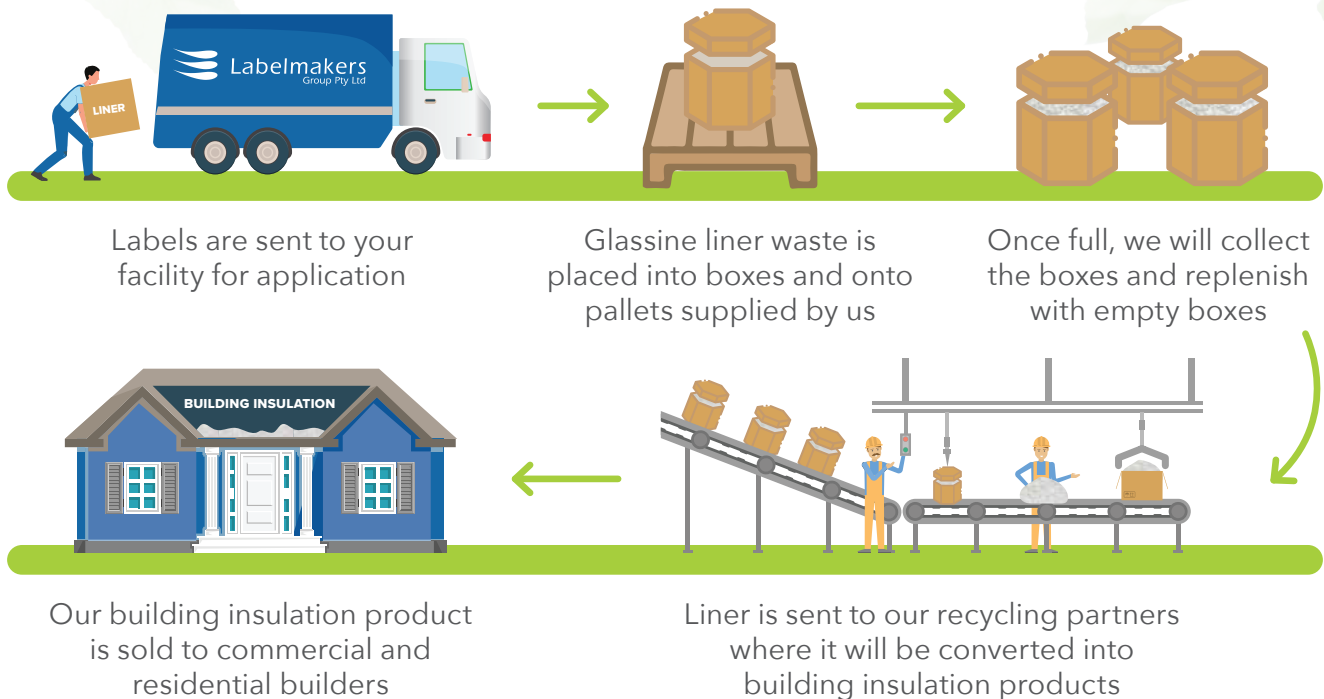 LINER
Labelmakers
Group Pty Ltd
Labels are sent to your
facility for application
Glassine liner waste is
placed into boxes and onto
pallets supplied by us
Once full, we will collect
the boxes and replenish
with empty boxes
BUILDING INSULATION
Our building insulation product
is sold to commercial and
residential builders
Liner is sent to our recycling partners
where it will be converted into
building insulation products